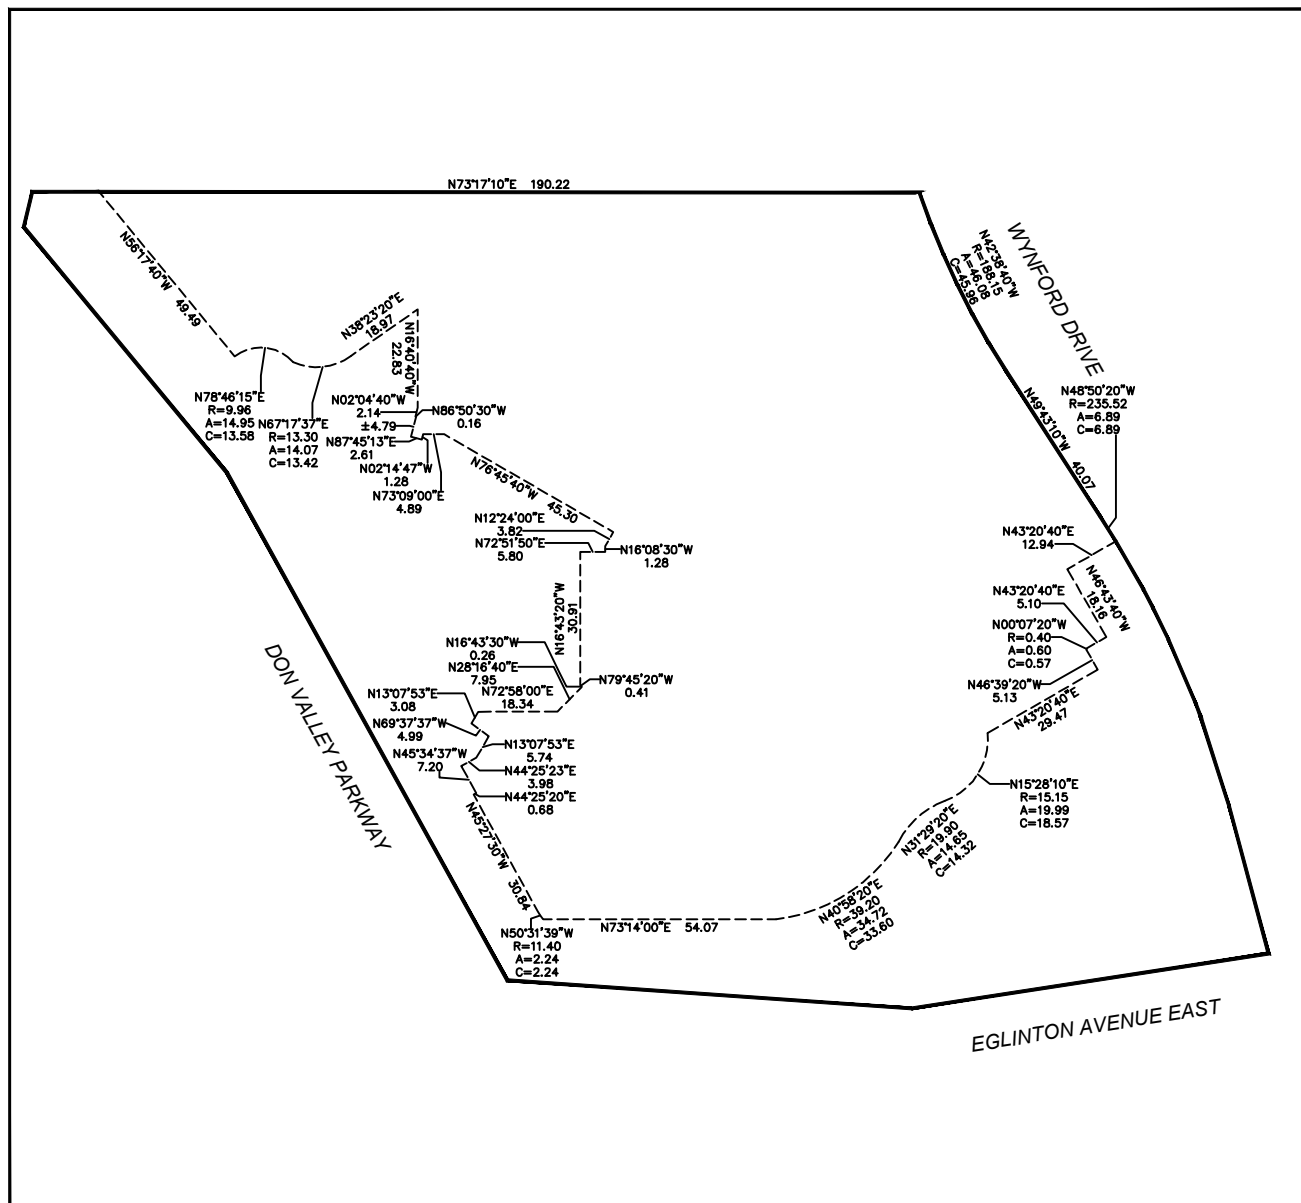 N73°17'10"E 190.22
N56°17'40"W 49.49
N38°23'20"E
18.97
N16°40'40"W
22.83
WYNFORD DRIVE
N42°38'40"W
R=188.15
A=46.08
C=45.96
N49°43'10"W 40.07
N48°50'20"W
R=235.52
A=6.89
C=6.89
N78°46'15"E
R=9.96
A=14.95
C=13.58
N67°17'37"E
R=13.30
A=14.07
C=13.42
N02°04'40"W
2.14
±4.79
N86°50'30"W
0.16
N87°45'13"E
2.61
N02°14'47"W
1.28
N73°09'00"E
4.89
N76°45'40"W 45.30
N12°24'00"E
3.82
N72°51'50"E
5.80
N16°08'30"W
1.28
N16°43'20"W
30.91
N43°20'40"E
12.94
N46°43'40"W
18.16
N43°20'40"E
5.10
N00°07'20"W
R=0.40
A=0.60
C=0.57
N46°39'20"W
5.13
N43°20'40"E
29.47
N16°43'30"W
0.26
N28°16'40"E
7.95
N79°45'20"W
0.41
N72°58'00"E
18.34
N13°07'53"E
3.08
N69°37'37"W
4.99
N45°34'37"W
7.20
N13°07'53"E
5.74
N44°25'23"E
3.98
N44°25'20"E
0.68
DON VALLEY PARKWAY
N45°27'30"W 30.84
N15°28'10"E
R=15.15
A=19.99
C=18.57
N31°29'20"E
R=19.90
A=14.65
C=14.32
N40°58'20"E
R=39.20
A=34.72
C=33.60
N73°14'00"E 54.07
N50°31'39"W
R=11.40
A=2.24
C=2.24
EGLINTON AVENUE EAST